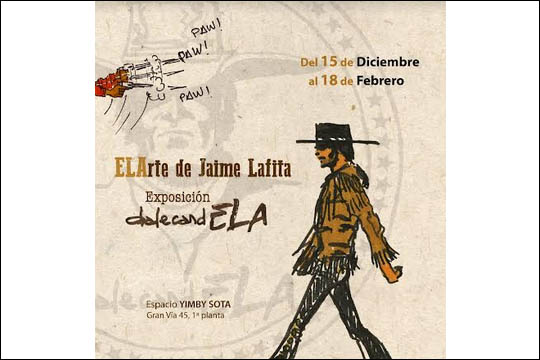 PAW!
PAW!
PAW!
Del 15 de Diciembre
al 18 de Febrero
ELArte de Jaime Lafita
Exposición
dalecandELA
dalecandELA
Espacio YIMBY SOTA
Gran Vía 45, 1ª planta